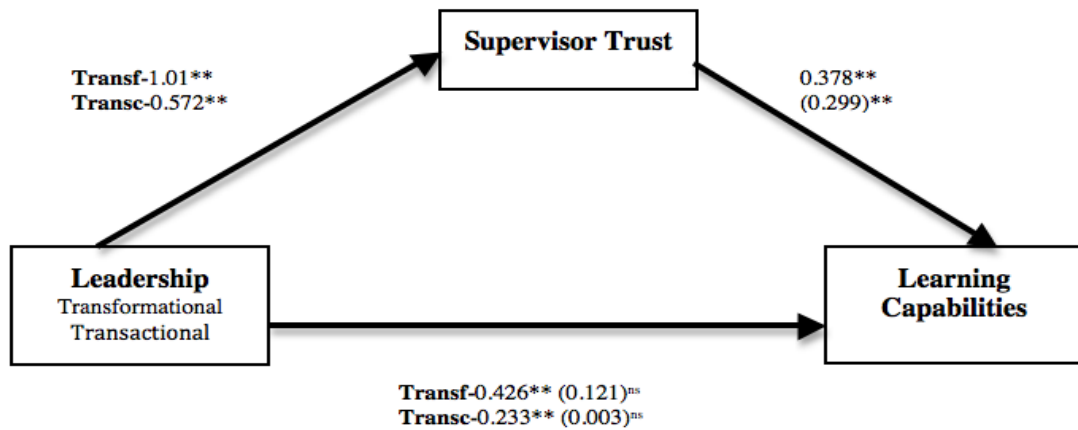 Supervisor Trust
Transf-1.01**
Transc-0.572**
0.378**
(0.299)**
Leadership
Transformational
Transactional
Learning
Capabilities
Transf-0.426** (0.121)ⁿˢ
Transc-0.233** (0.003)ⁿˢ